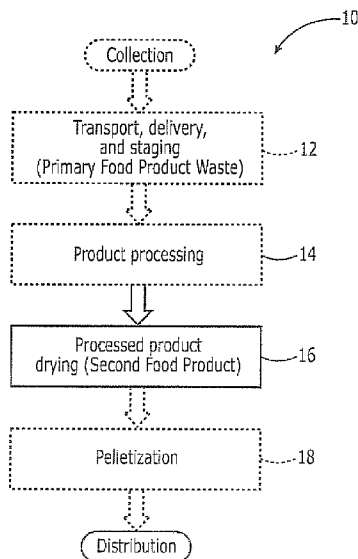 10
Collection
Transport, delivery,
and staging
(Primary Food Product Waste)
12
Product processing
14
Processed product
drying (Second Food Product)
16
Pelletization
18
Distribution